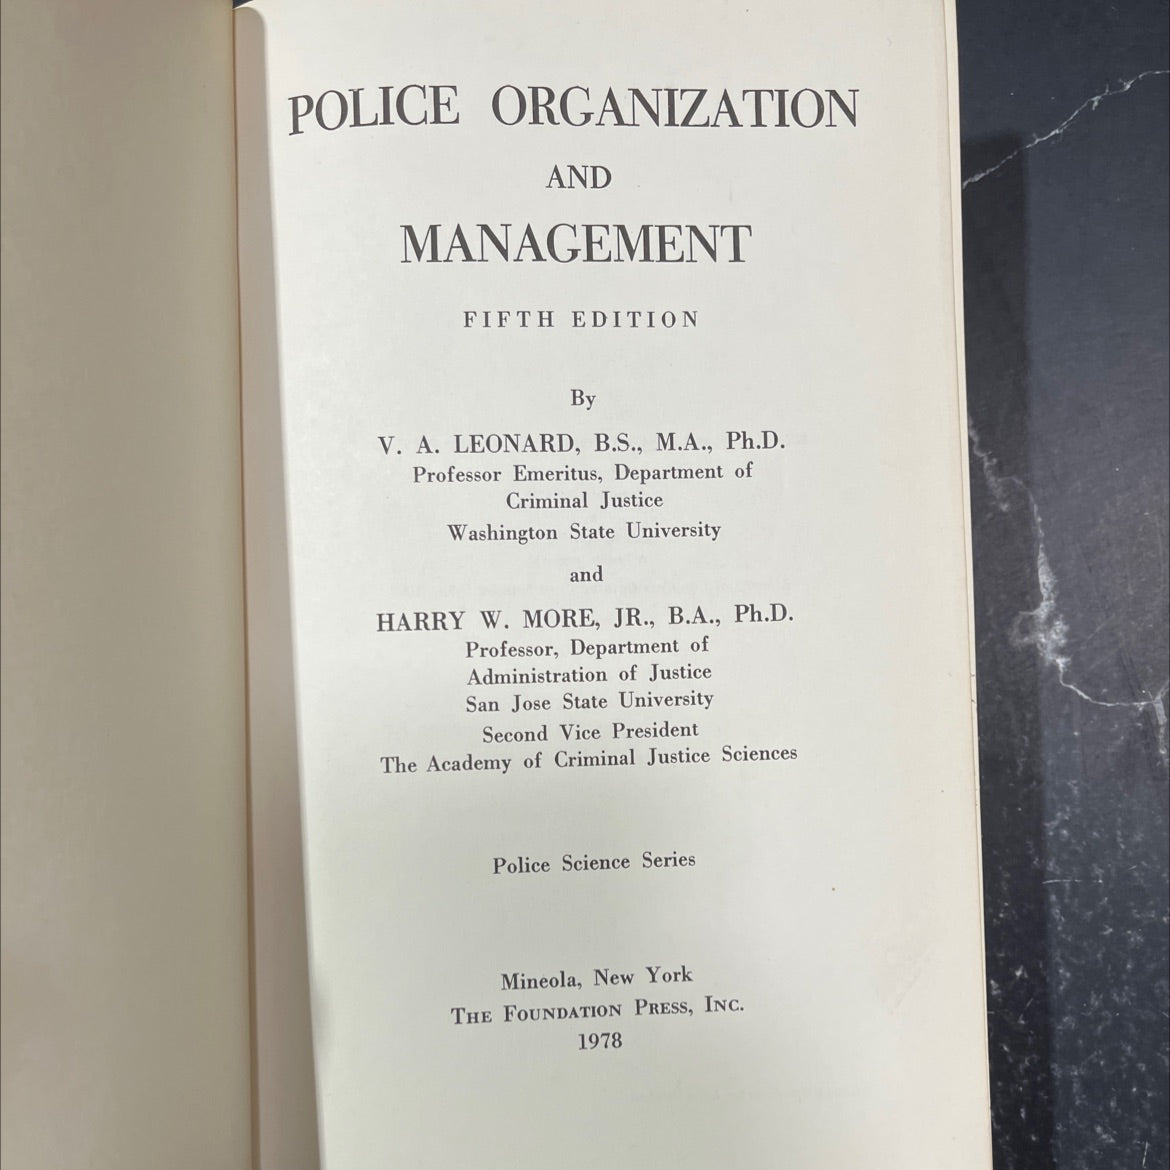 POLICE ORGANIZATION
AND
MANAGEMENT
FIFTH EDITION
By
V. A. LEONARD, B.S., M.A., Ph.D.
Professor Emeritus, Department of
Criminal Justice
Washington State University
and
HARRY W. MORE, JR., B.A., Ph.D.
Professor, Department of
Administration of Justice
San Jose State University
Second Vice President
The Academy of Criminal Justice Sciences
Police Science Series
Mineola, New York
THE FOUNDATION PRESS, INC.
1978